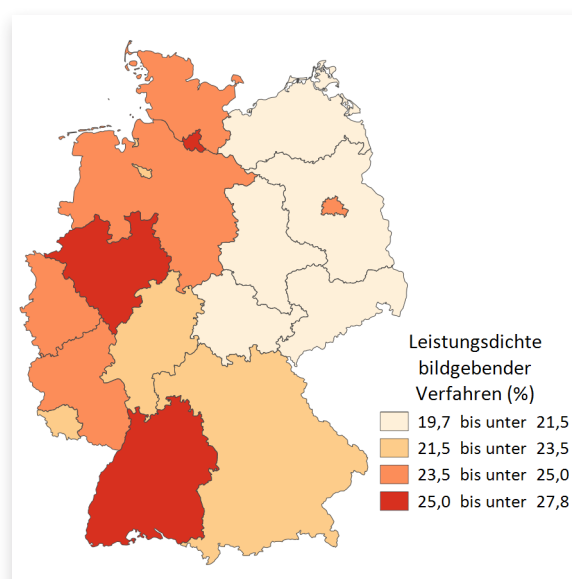 Leistungsdichte
bildgebender
Verfahren (%)
19,7 bis unter 21,5
21,5 bis unter 23,5
23,5 bis unter 25,0
25,0 bis unter 27,8